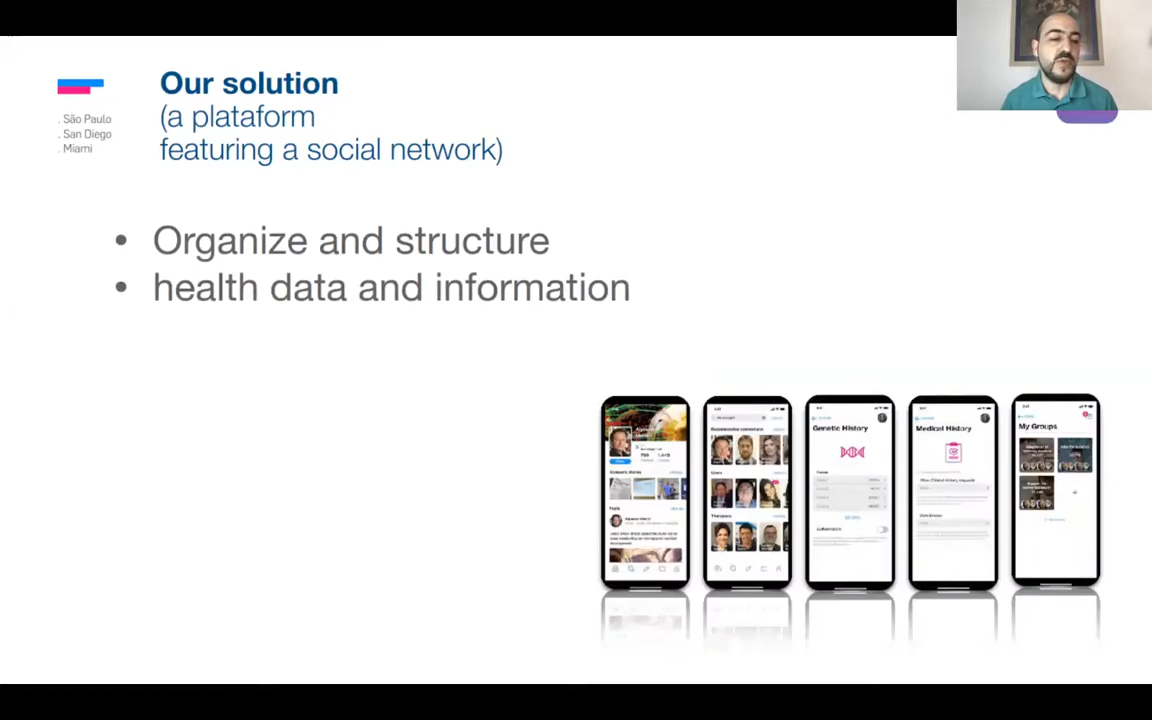 Our solution
(a plataform
featuring a social network)
. São Paulo
. San Diego
. Miami
• Organize and structure
• health data and information
Genetic History
Medical History
My Groups